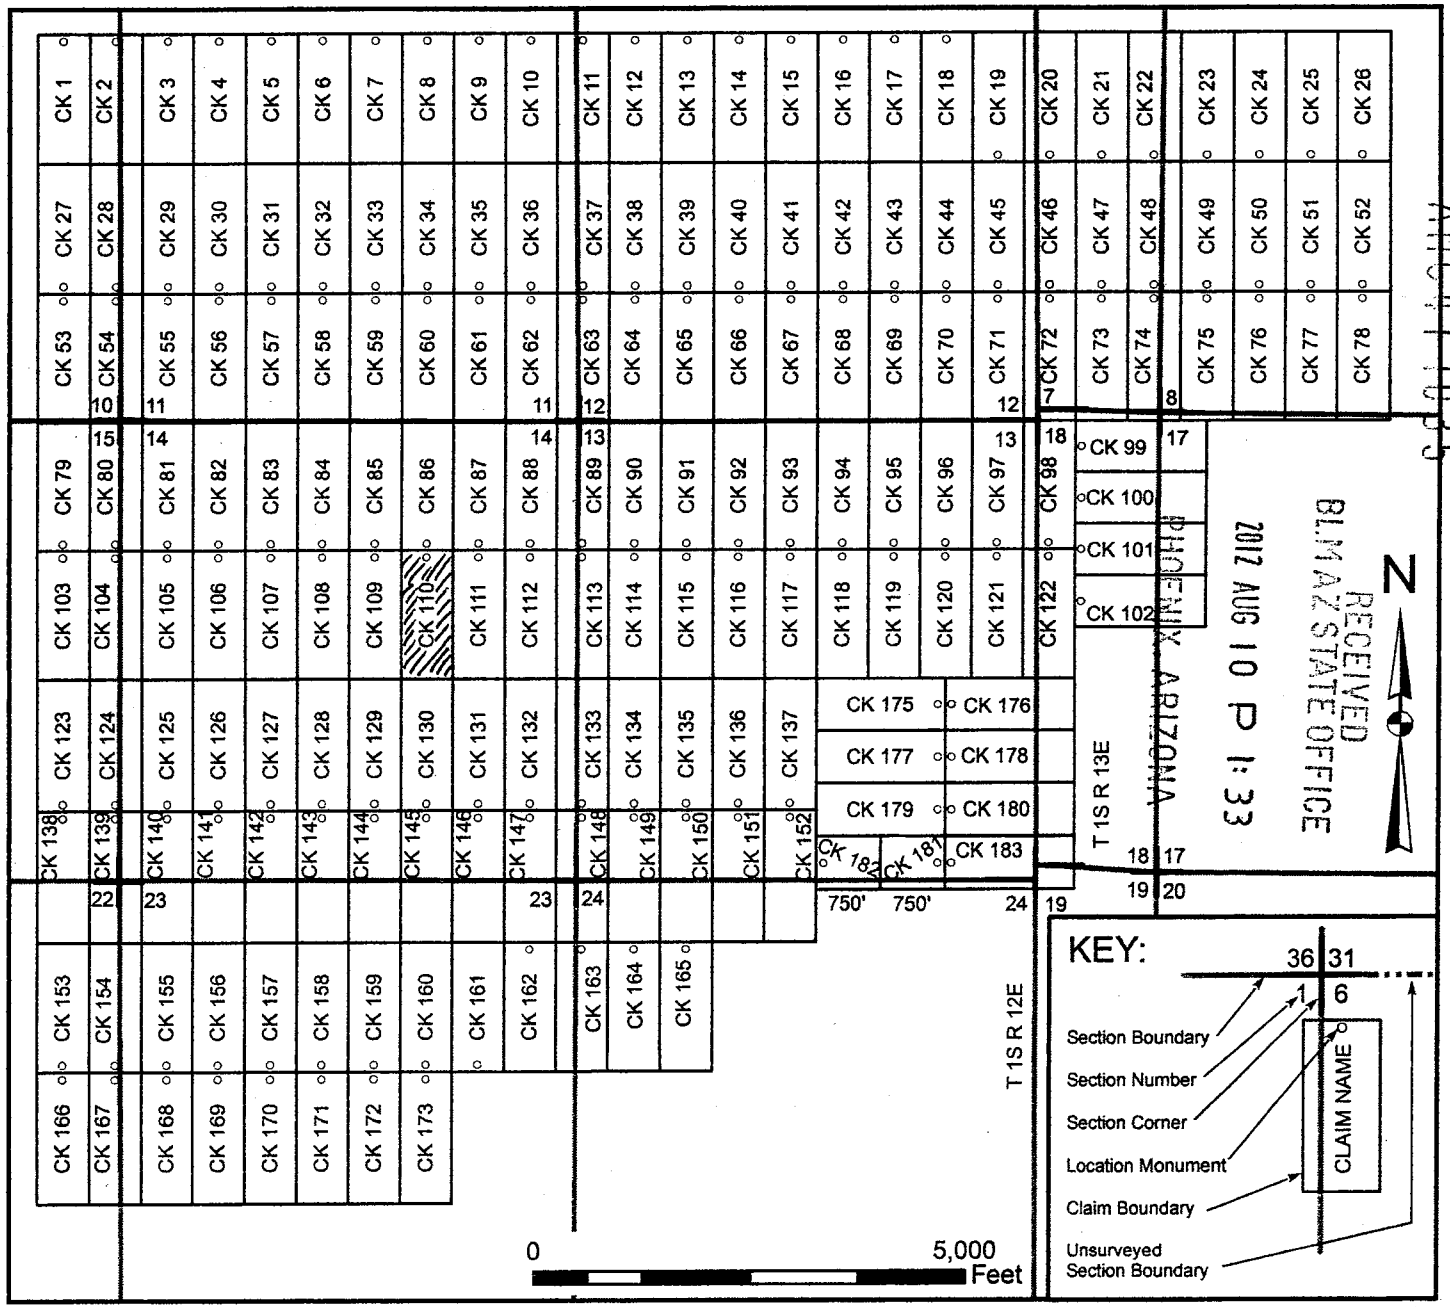 CK 1 CK 2 CK 3 CK 4 CK 5 CK 6 CK 7 CK 8 CK 9 CK 10 CK 11 CK 12 CK 13 CK 14 CK 15 CK 16 CK 17 CK 18 CK 19 CK 20 CK 21 CK 22 CK 23 CK 24 CK 25 CK 26
CK 27 CK 28 CK 29 CK 30 CK 31 CK 32 CK 33 CK 34 CK 35 CK 36 CK 37 CK 38 CK 39 CK 40 CK 41 CK 42 CK 43 CK 44 CK 45 CK 46 CK 47 CK 48 CK 49 CK 50 CK 51 CK 52
CK 53 CK 54 CK 55 CK 56 CK 57 CK 58 CK 59 CK 60 CK 61 CK 62 CK 63 CK 64 CK 65 CK 66 CK 67 CK 68 CK 69 CK 70 CK 71 CK 72 CK 73 CK 74 CK 75 CK 76 CK 77 CK 78
10 11 11 12 12 7 8
15 14 14 13 13 18 17
CK 79 CK 80 CK 81 CK 82 CK 83 CK 84 CK 85 CK 86 CK 87 CK 88 CK 89 CK 90 CK 91 CK 92 CK 93 CK 94 CK 95 CK 96 CK 97 CK 98
CK 99
CK 100
CK 101
CK 102
CK 103 CK 104 CK 105 CK 106 CK 107 CK 108 CK 109 CK 110 CK 111 CK 112 CK 113 CK 114 CK 115 CK 116 CK 117 CK 118 CK 119 CK 120 CK 121 CK 122
CK 123 CK 124 CK 125 CK 126 CK 127 CK 128 CK 129 CK 130 CK 131 CK 132 CK 133 CK 134 CK 135 CK 136 CK 137
CK 175 CK 176
CK 177 CK 178
CK 179 CK 180
CK 182 CK 181 CK 183
CK 138 CK 139 CK 140 CK 141 CK 142 CK 143 CK 144 CK 145 CK 146 CK 147 CK 148 CK 149 CK 150 CK 151 CK 152
18 17
19 20
22 23 23 24 750' 750' 24 19
CK 153 CK 154 CK 155 CK 156 CK 157 CK 158 CK 159 CK 160 CK 161 CK 162 CK 163 CK 164 CK 165
CK 166 CK 167 CK 168 CK 169 CK 170 CK 171 CK 172 CK 173
T 1S R 13E
T 1S R 12E
RECEIVED
BLM AZ STATE OFFICE
2012 AUG 10 P 1:33
PHOENIX ARIZONA
N
0 5,000
Feet
KEY:
36 31
1 6
Section Boundary
Section Number
Section Corner
Location Monument
Claim Boundary
Unsurveyed
Section Boundary
CLAIM NAME